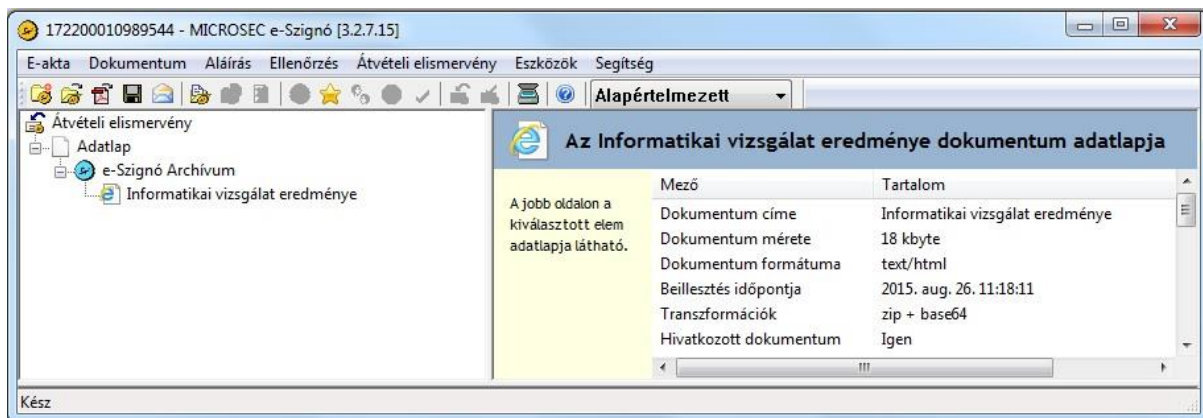 172200010989544 - MICROSEC e-Szignó [3.2.7.15]
E-akta Dokumentum Aláírás Ellenőrzés Átvételi elismervény Eszközök Segítség
Alapértelmezett
Átvételi elismervény
Adatlap
e-Szignó Archívum
Informatikai vizsgálat eredménye
Az Informatikai vizsgálat eredménye dokumentum adatlapja
A jobb oldalon a
kiválasztott elem
adatlapja látható.
Mező Tartalom
Dokumentum címe Informatikai vizsgálat eredménye
Dokumentum mérete 18 kbyte
Dokumentum formátuma text/html
Beillesztés időpontja 2015. aug. 26. 11:18:11
Transzformációk zip + base64
Hivatkozott dokumentum Igen
Kész